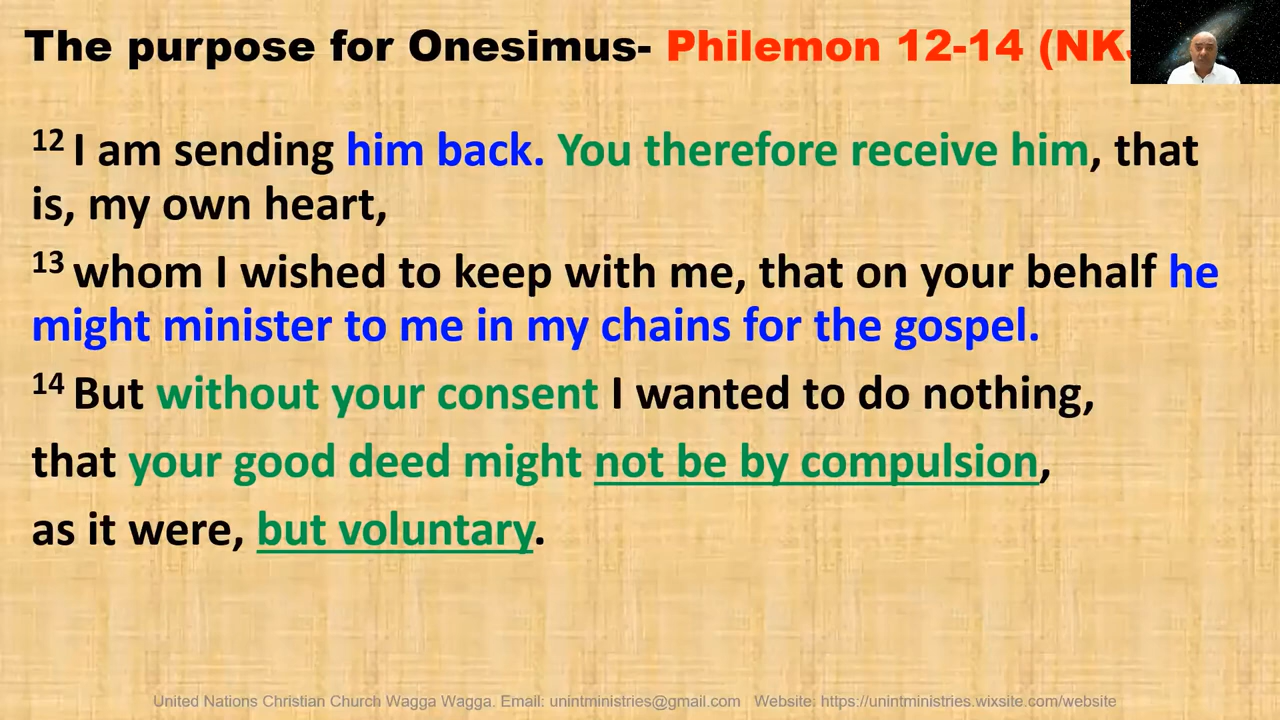 The purpose for Onesimus- Philemon 12-14 (NK
12 I am sending him back. You therefore receive him, that
is, my own heart,
13 whom I wished to keep with me, that on your behalf he
might minister to me in my chains for the gospel.
14 But without your consent I wanted to do nothing,
that your good deed might not be by compulsion,
as it were, but voluntary.
United Nations Christian Church Wagga Wagga. Email: unintministries@gmail.com Website: https://unintministries.wixsite.com/website